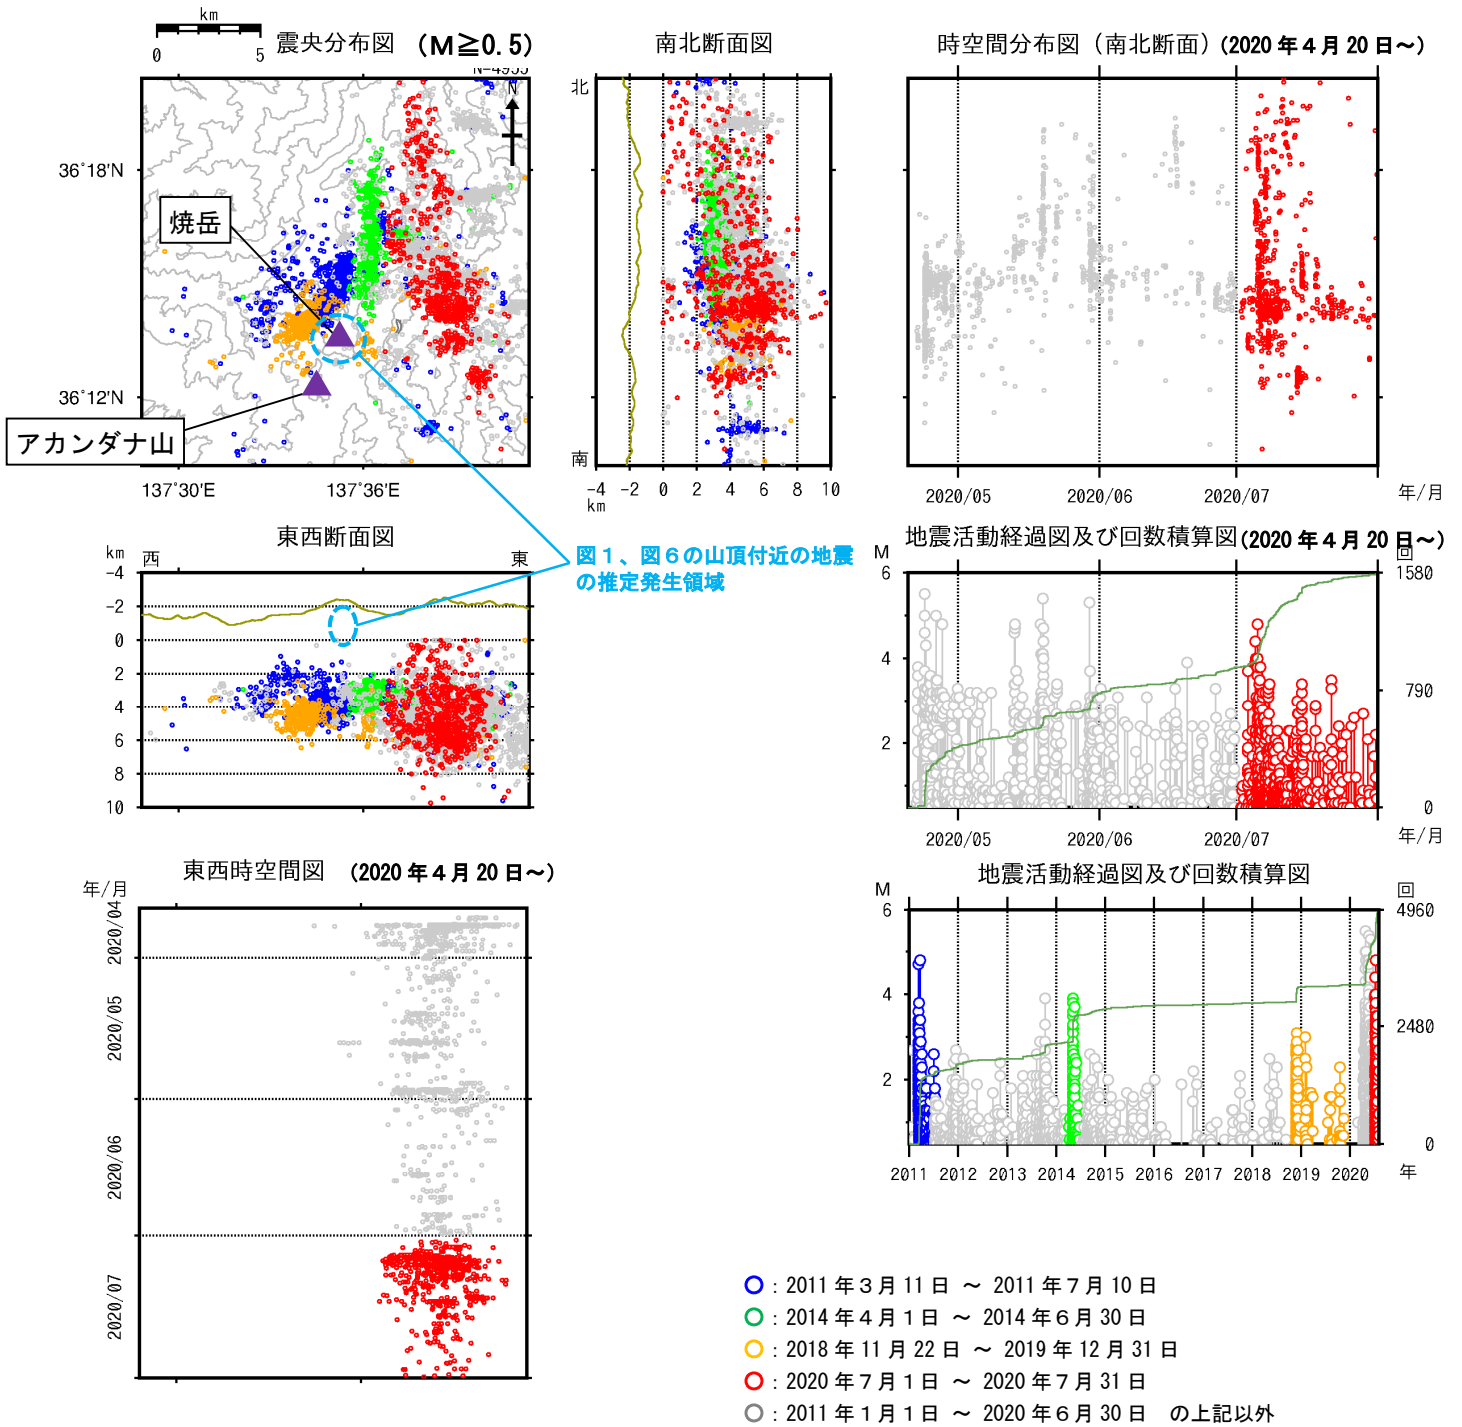 km
0 5
震央分布図 (M≧0.5)
N=4955
N
36°18'N
36°12'N
137°30'E 137°36'E
焼岳
アカンダナ山
南北断面図
北
南
-4 -2 0 2 4 6 8 10
km
時空間分布図(南北断面)(2020年4月20日~)
2020/05 2020/06 2020/07 年/月
東西断面図
km 西 東
-4
-2
0
2
4
6
8
10
図1、図6の山頂付近の地震
の推定発生領域
地震活動経過図及び回数積算図(2020年4月20日~)
M 回
6 1580
4
790
2
0
2020/05 2020/06 2020/07 年/月
東西時空間図 (2020年4月20日~)
年/月
2020/04
2020/05
2020/06
2020/07
地震活動経過図及び回数積算図
M 回
6 4960
4
2480
2
0
2011 2012 2013 2014 2015 2016 2017 2018 2019 2020 年
:2011年3月11日 ~ 2011年7月10日
:2014年4月1日 ~ 2014年6月30日
:2018年11月22日 ~ 2019年12月31日
:2020年7月1日 ~ 2020年7月31日
:2011年1月1日 ~ 2020年6月30日 の上記以外